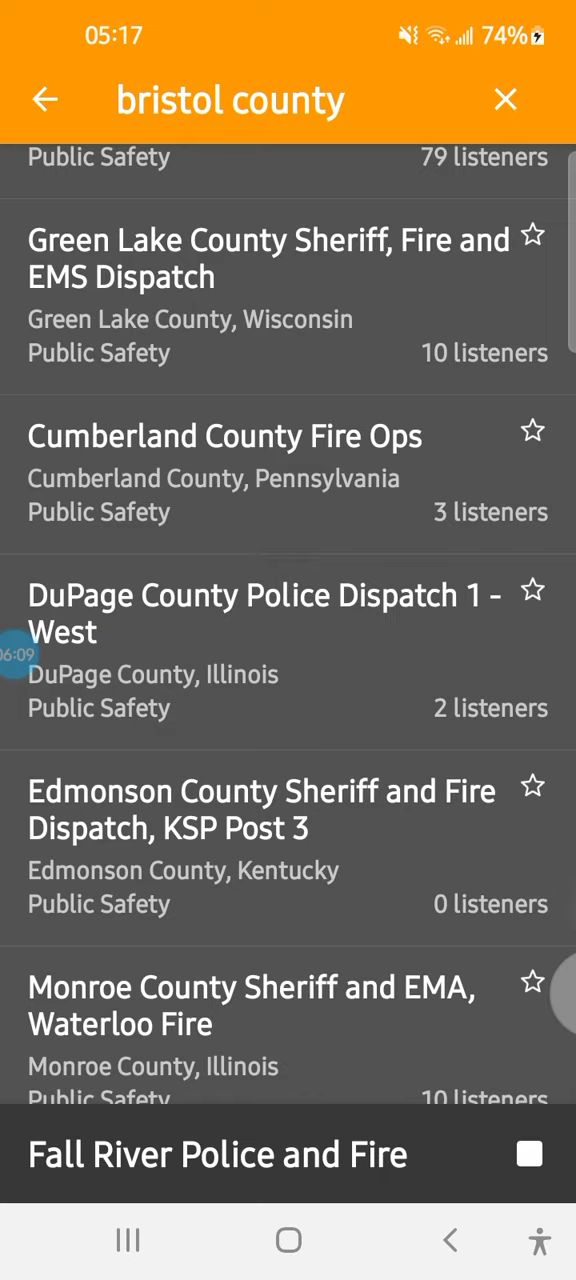 05:17
74%
bristol county
Public Safety
79 listeners
Green Lake County Sheriff, Fire and
EMS Dispatch
Green Lake County, Wisconsin
Public Safety
10 listeners
Cumberland County Fire Ops
Cumberland County, Pennsylvania
Public Safety
3 listeners
DuPage County Police Dispatch 1 -
West
06:09
DuPage County, Illinois
Public Safety
2 listeners
Edmonson County Sheriff and Fire
Dispatch, KSP Post 3
Edmonson County, Kentucky
Public Safety
0 listeners
Monroe County Sheriff and EMA,
Waterloo Fire
Monroe County, Illinois
Public Safety
10 listeners
Fall River Police and Fire